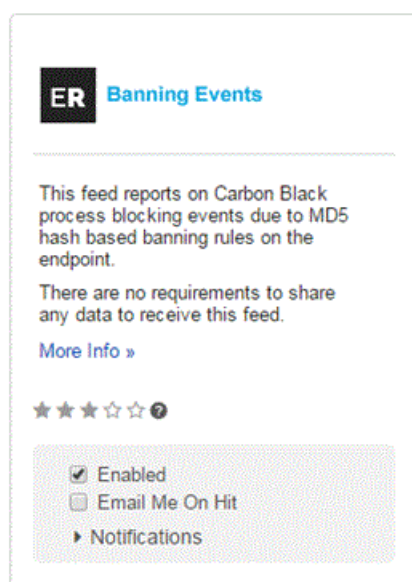 ER Banning Events
This feed reports on Carbon Black
process blocking events due to MD5
hash based banning rules on the
endpoint.
There are no requirements to share
any data to receive this feed.
More Info »
?
Enabled
Email Me On Hit
Notifications